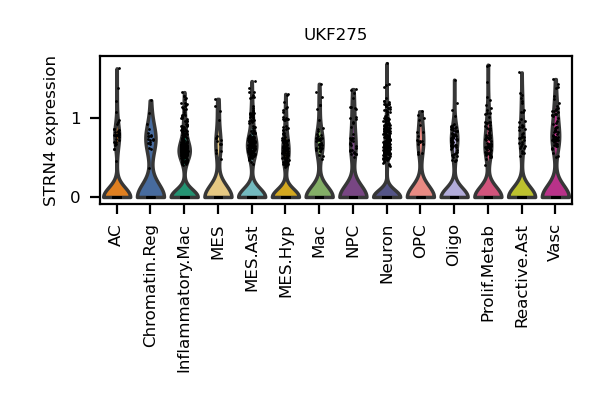 UKF275
STRN4 expression
1
0
AC
Chromatin.Reg
Inflammatory.Mac
MES
MES.Ast
MES.Hyp
Mac
NPC
Neuron
OPC
Oligo
Prolif.Metab
Reactive.Ast
Vasc